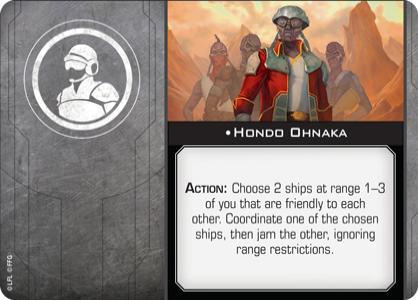 •Hondo Ohnaka
Action: Choose 2 ships at range 1–3
of you that are friendly to each
other. Coordinate one of the chosen
ships, then jam the other, ignoring
range restrictions.
©LFL ©FFG